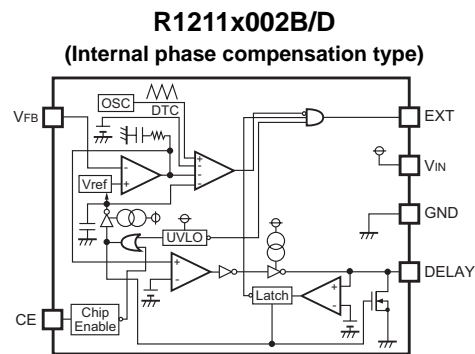 R1211x002B/D
(Internal phase compensation type)
OSC
DTC
VFB
EXT
Vref
VIN
UVLO
GND
DELAY
Latch
CE
Chip
Enable